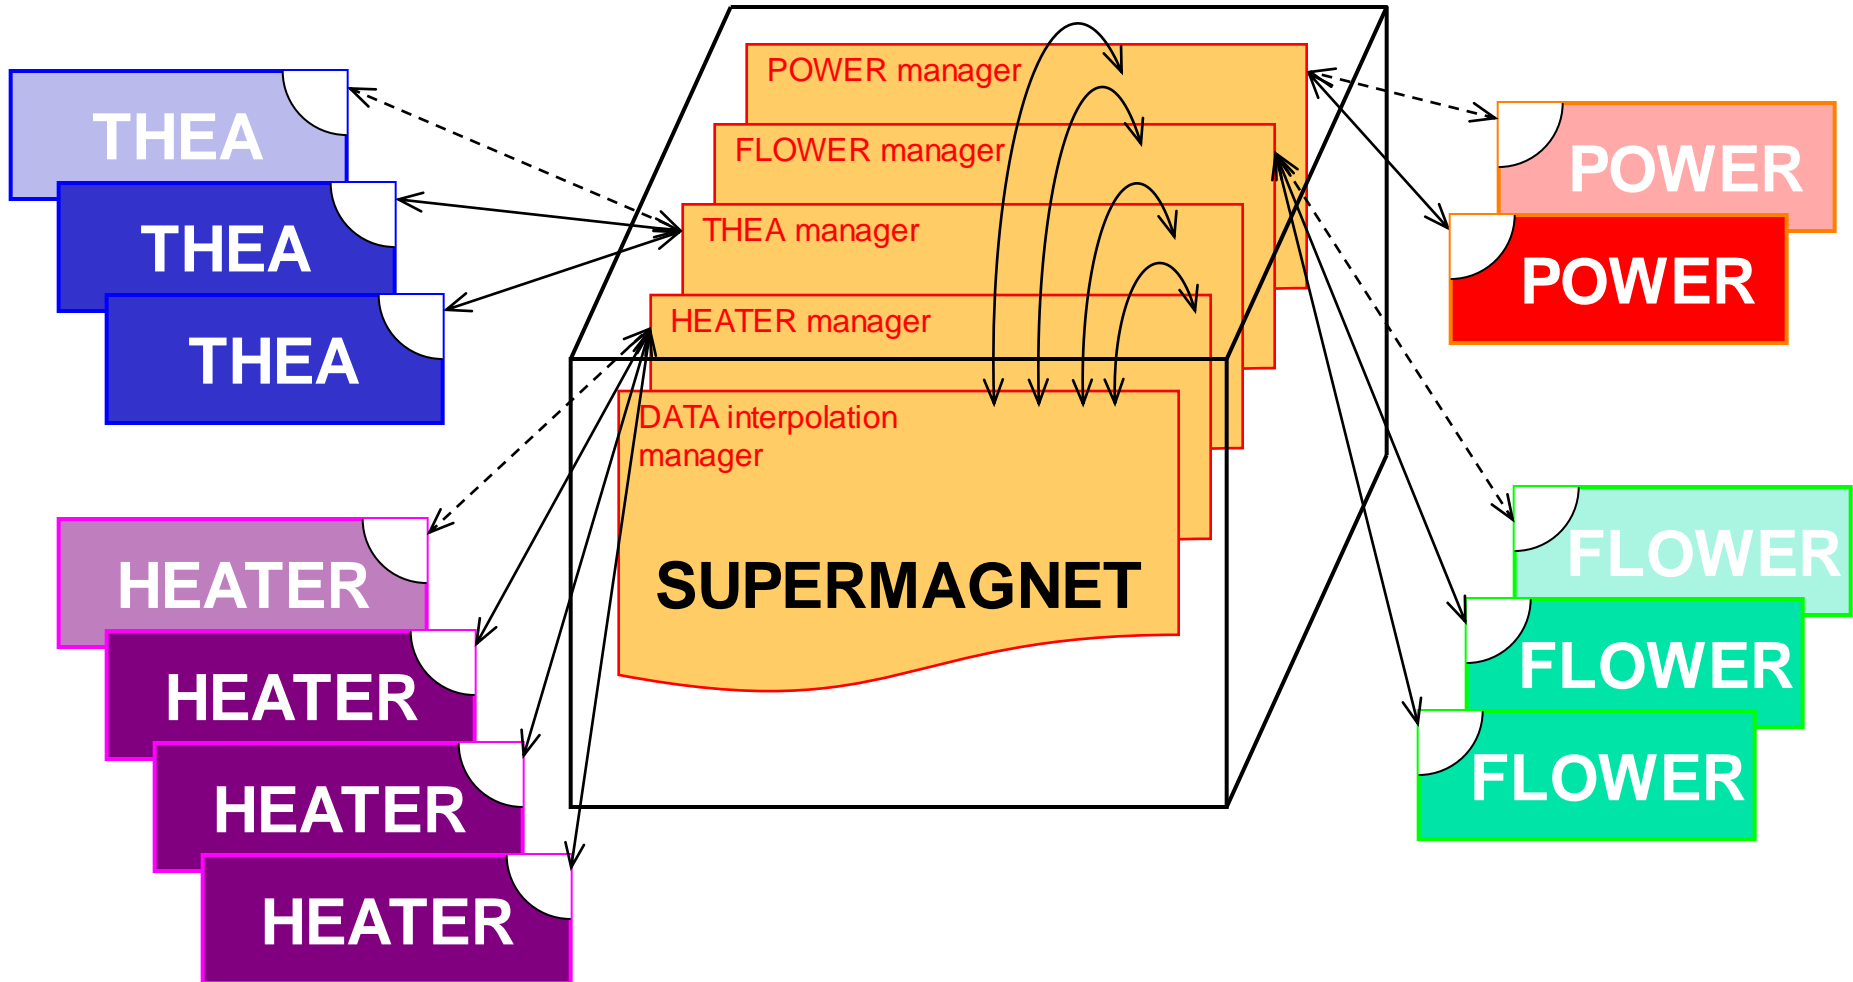 THEA
THEA
THEA
HEATER
HEATER
HEATER
HEATER
POWER manager
FLOWER manager
THEA manager
HEATER manager
DATA interpolation
manager
SUPERMAGNET
POWER
POWER
FLOWER
FLOWER
FLOWER